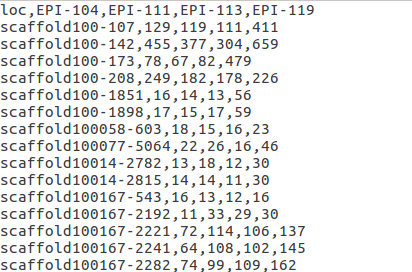 loc,EPI-104,EPI-111,EPI-113,EPI-119
scaffold100-107,129,119,111,411
scaffold100-142,455,377,304,659
scaffold100-173,78,67,82,479
scaffold100-208,249,182,178,226
scaffold100-1851,16,14,13,56
scaffold100-1898,17,15,17,59
scaffold100058-603,18,15,16,23
scaffold100077-5064,22,26,16,46
scaffold10014-2782,13,18,12,30
scaffold10014-2815,14,14,11,30
scaffold100167-543,16,13,12,16
scaffold100167-2192,11,33,29,30
scaffold100167-2221,72,114,106,137
scaffold100167-2241,64,108,102,145
scaffold100167-2282,74,99,109,162